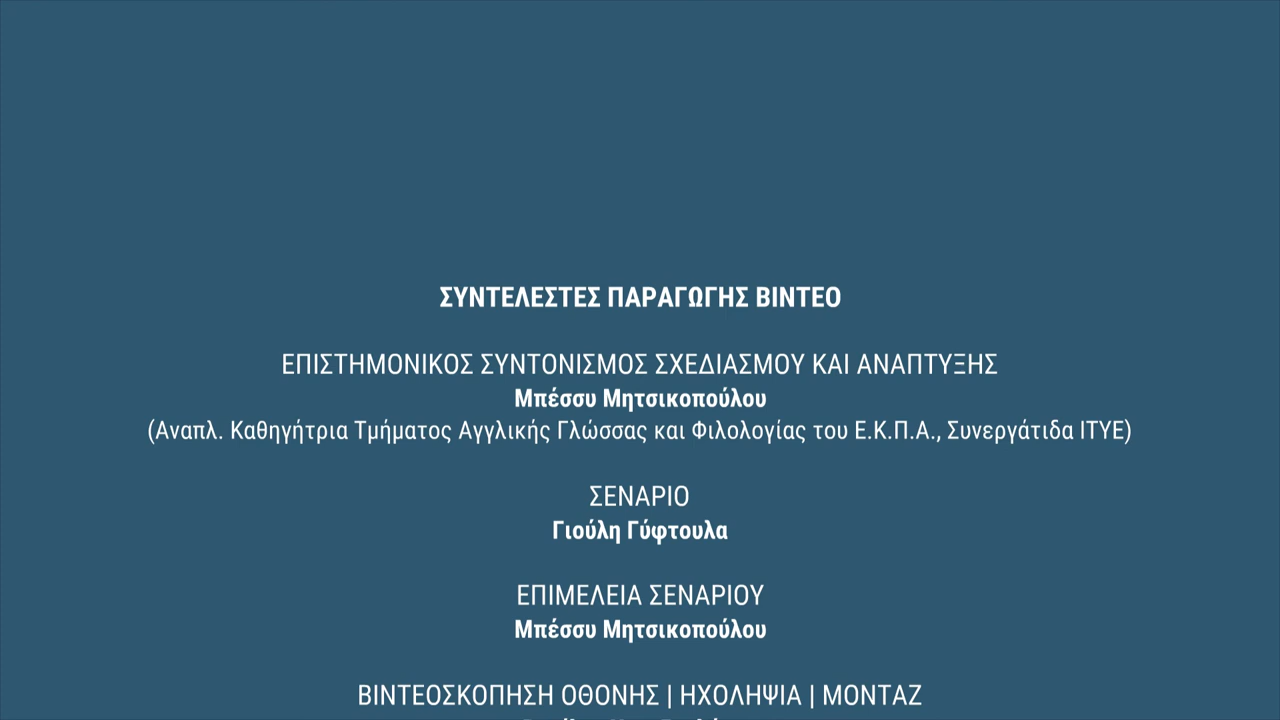 ΣΥΝΤΕΛΕΣΤΕΣ ΠΑΡΑΓΩΓΗΣ ΒΙΝΤΕΟ
ΕΠΙΣΤΗΜΟΝΙΚΟΣ ΣΥΝΤΟΝΙΣΜΟΣ ΣΧΕΔΙΑΣΜΟΥ ΚΑΙ ΑΝΑΠΤΥΞΗΣ
Μπέσσυ Μητσικοπούλου
(Αναπλ. Καθηγήτρια Τμήματος Αγγλικής Γλώσσας και Φιλολογίας του Ε.Κ.Π.Α., Συνεργάτιδα ΙΤΥΕ)
ΣΕΝΑΡΙΟ
Γιούλη Γύφτουλα
ΕΠΙΜΕΛΕΙΑ ΣΕΝΑΡΙΟΥ
Μπέσσυ Μητσικοπούλου
ΒΙΝΤΕΟΣΚΟΠΗΣΗ ΟΘΟΝΗΣ | ΗΧΟΛΗΨΙΑ | ΜΟΝΤΑΖ